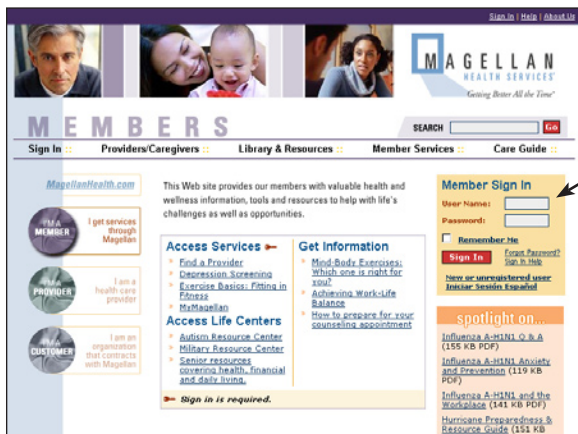 Sign In | Help | About Us
MAGELLAN
HEALTH SERVICES
Getting Better All the Time
MEMBERS
SEARCH
Go
Sign In :: Providers/Caregivers :: Library & Resources :: Member Services :: Care Guide ::
MagellanHealth.com
I'M A
MEMBER
I get services
through
Magellan
I'M A
PROVIDER
I am a
health care
provider
I'M A
CUSTOMER
I am an
organization
that contracts
with Magellan
This Web site provides our members with valuable health and
wellness information, tools and resources to help with life's
challenges as well as opportunities.
Access Services
Find a Provider
Depression Screening
Exercise Basics: Fitting in
Fitness
MyMagellan
Access Life Centers
Autism Resource Center
Military Resource Center
Senior resources
covering health, financial
and daily living.
Get Information
Mind-Body Exercises:
Which one is right for
you?
Achieving Work-Life
Balance
How to prepare for your
counseling appointment
Sign in is required.
Member Sign In
User Name:
Password:
Remember Me
Sign In
Forgot Password?
Sign In Help
New or unregistered user
Iniciar Sesión Español
spotlight on...
Influenza A-H1N1 Q & A
(155 KB PDF)
Influenza A-H1N1 Anxiety
and Prevention (119 KB
PDF)
Influenza A-H1N1 and the
Workplace (141 KB PDF)
Hurricane Preparedness &
Resource Guide (151 KB